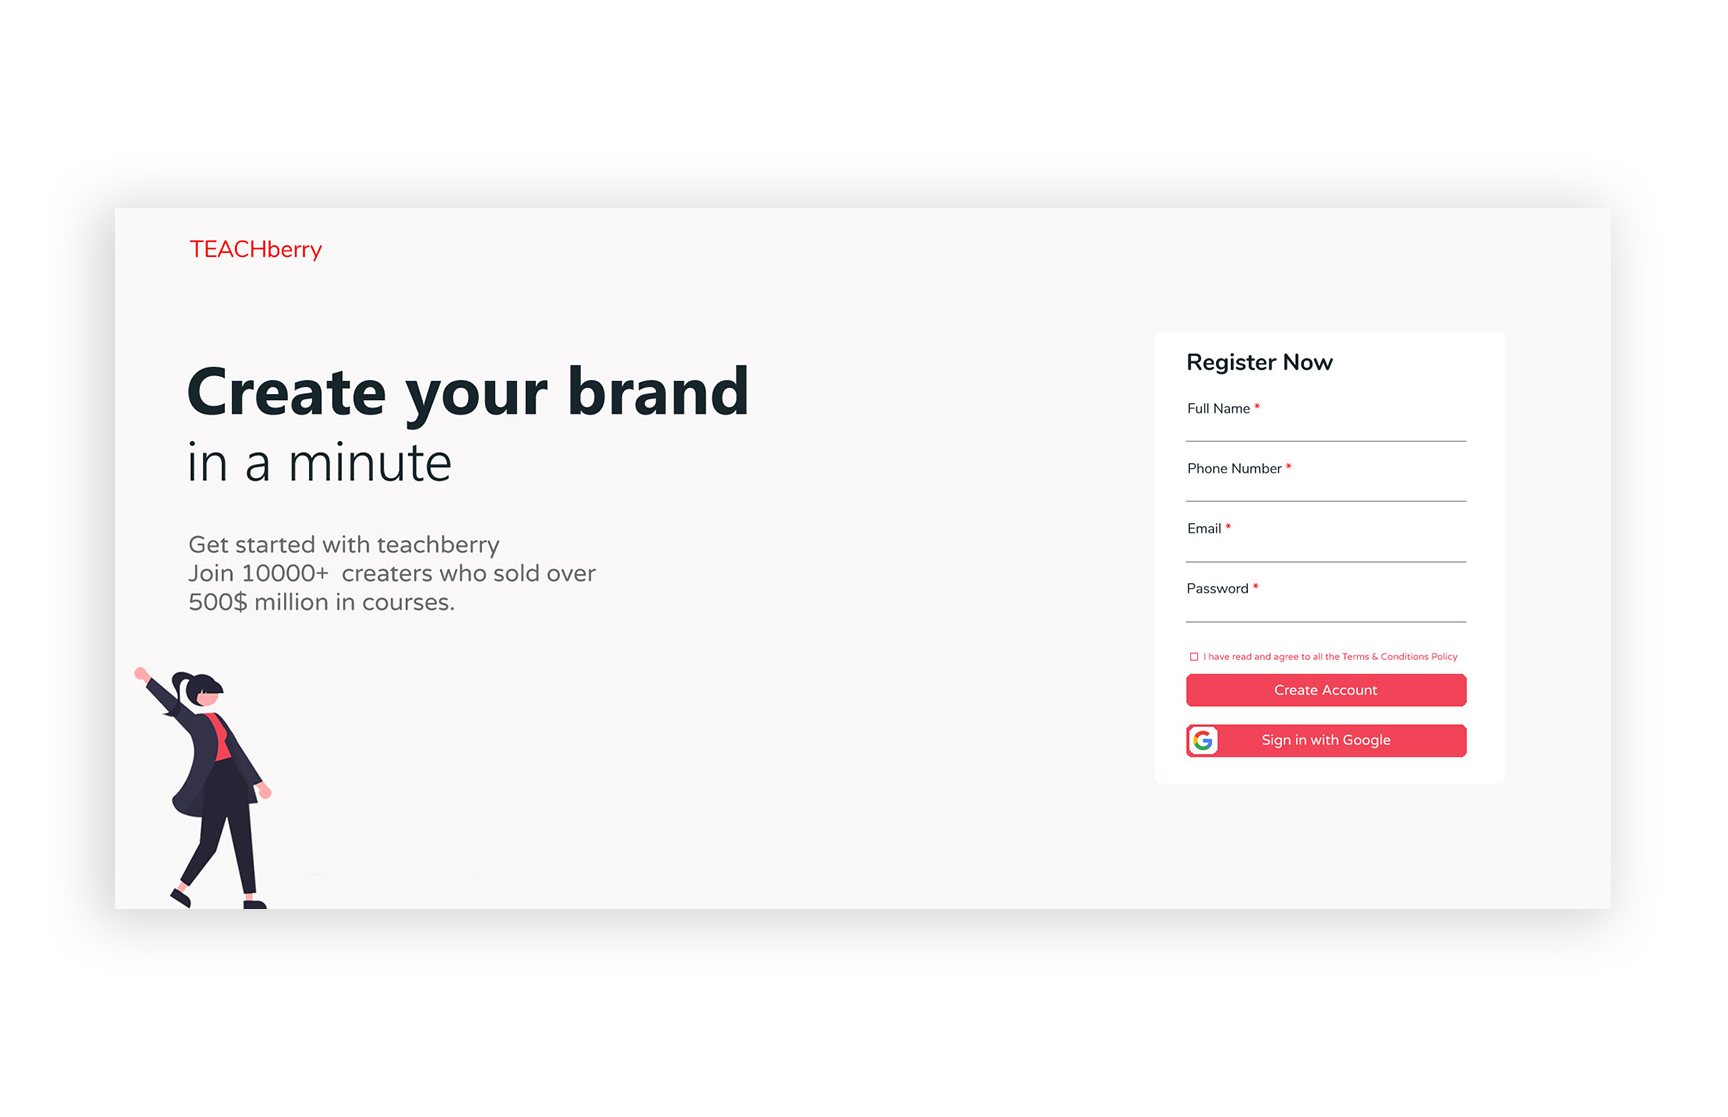 TEACHberry
Create your brand
in a minute
Get started with teachberry
Join 10000+ creaters who sold over
500$ million in courses.
Register Now
Full Name *
Phone Number *
Email *
Password *
I have read and agree to all the Terms & Conditions Policy
Create Account
G Sign in with Google